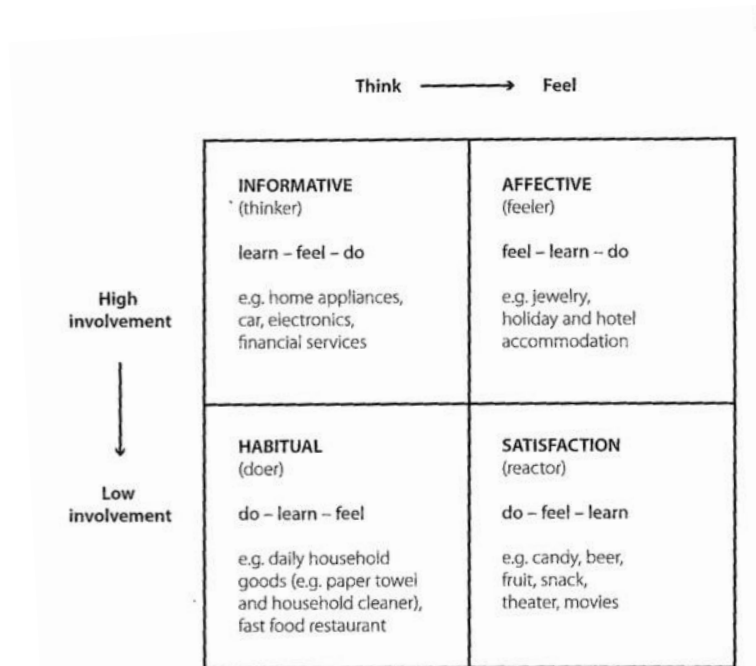 Think → Feel
INFORMATIVE
(thinker)
learn – feel – do
e.g. home appliances,
car, electronics,
financial services
AFFECTIVE
(feeler)
feel – learn – do
e.g. jewelry,
holiday and hotel
accommodation
High
involvement
↓
Low
involvement
HABITUAL
(doer)
do – learn – feel
e.g. daily household
goods (e.g. paper towel
and household cleaner),
fast food restaurant
SATISFACTION
(reactor)
do – feel – learn
e.g. candy, beer,
fruit, snack,
theater, movies